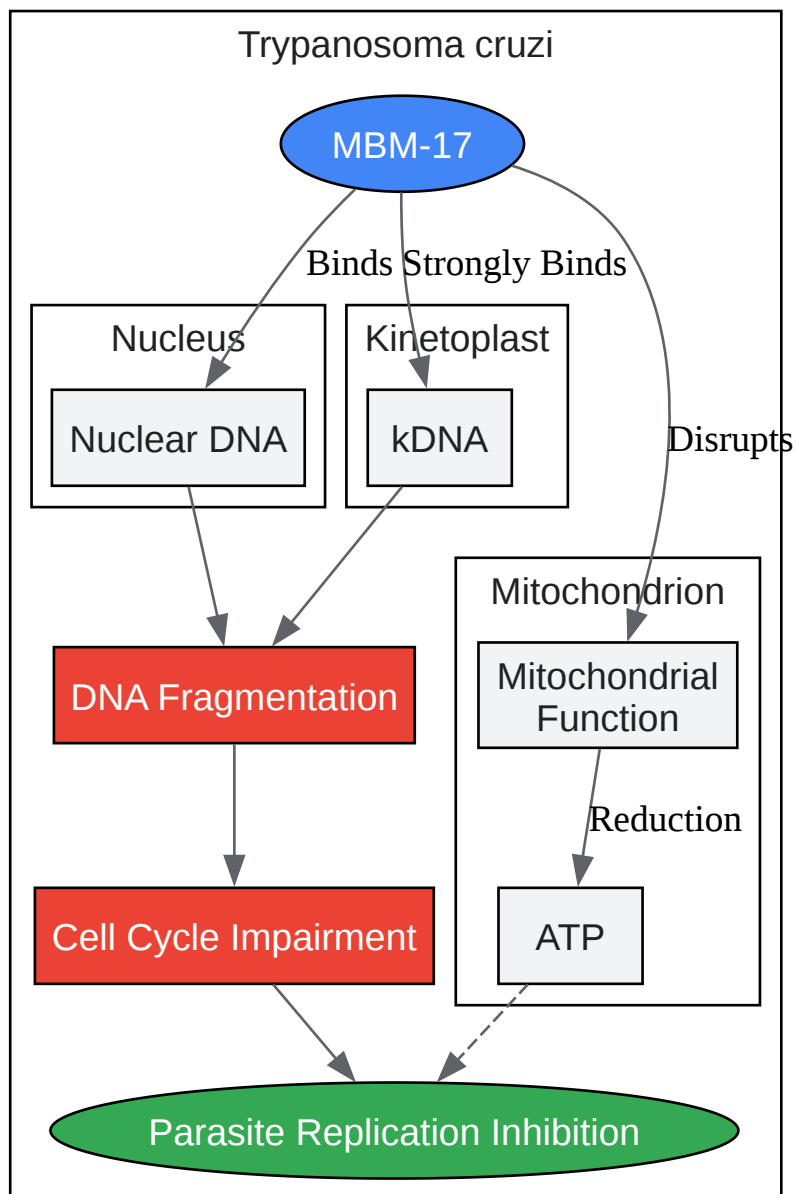 Trypanosoma cruzi
MBM-17
Binds
Strongly Binds
Nucleus
Kinetoplast
Nuclear DNA
kDNA
Disrupts
Mitochondrion
Mitochondrial
Function
DNA Fragmentation
Reduction
Cell Cycle Impairment
ATP
Parasite Replication Inhibition